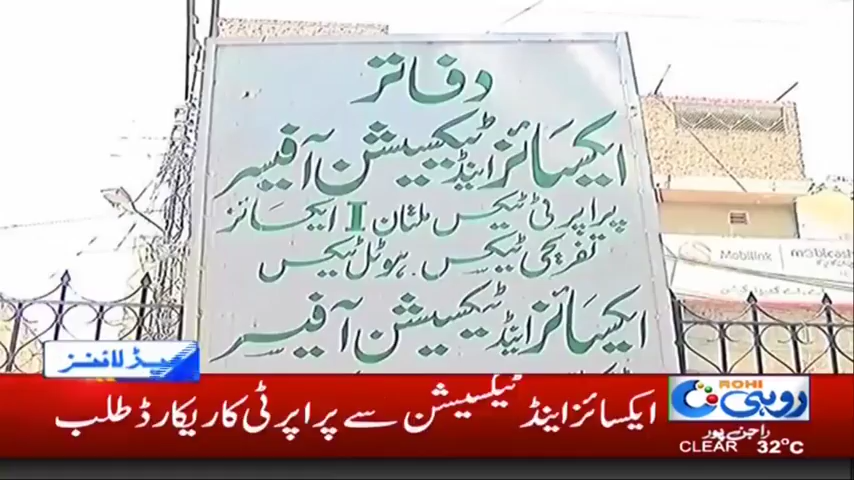 دفاتر
ایکسائز اینڈ ٹیکسیشن آفیسر
پراپرٹی ٹیکس ملتان I ایکسائز
تفریحی ٹیکس۔ ہوٹل ٹیکس
ایکسائز اینڈ ٹیکسیشن آفیسر
Mobilink
mobicash
ہیڈلائنز
ایکسائز اینڈ ٹیکسیشن سے پراپرٹی کا ریکارڈ طلب
ROHI
روہی
راجن پور
CLEAR 32°C